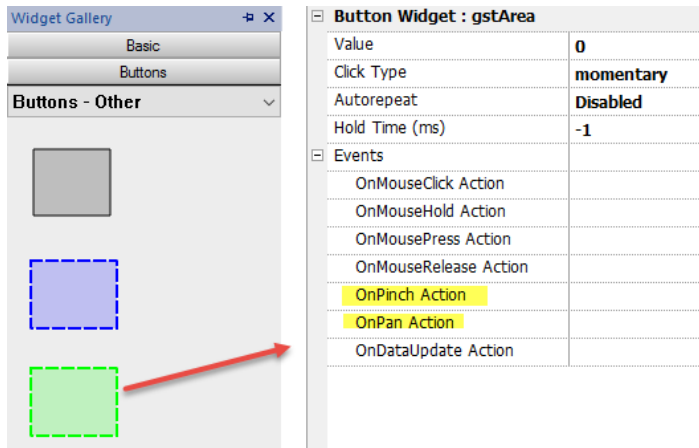 Widget Gallery
Basic
Buttons
Buttons - Other
Button Widget : gstArea
Value 0
Click Type momentary
Autorepeat Disabled
Hold Time (ms) -1
Events
OnMouseClick Action
OnMouseHold Action
OnMousePress Action
OnMouseRelease Action
OnPinch Action
OnPan Action
OnDataUpdate Action